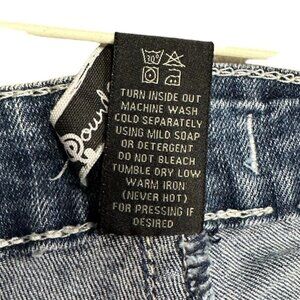 30°
TURN INSIDE OUT
MACHINE WASH
COLD SEPARATELY
USING MILD SOAP
OR DETERGENT
DO NOT BLEACH
TUMBLE DRY LOW
WARM IRON
(NEVER HOT)
FOR PRESSING IF
DESIRED